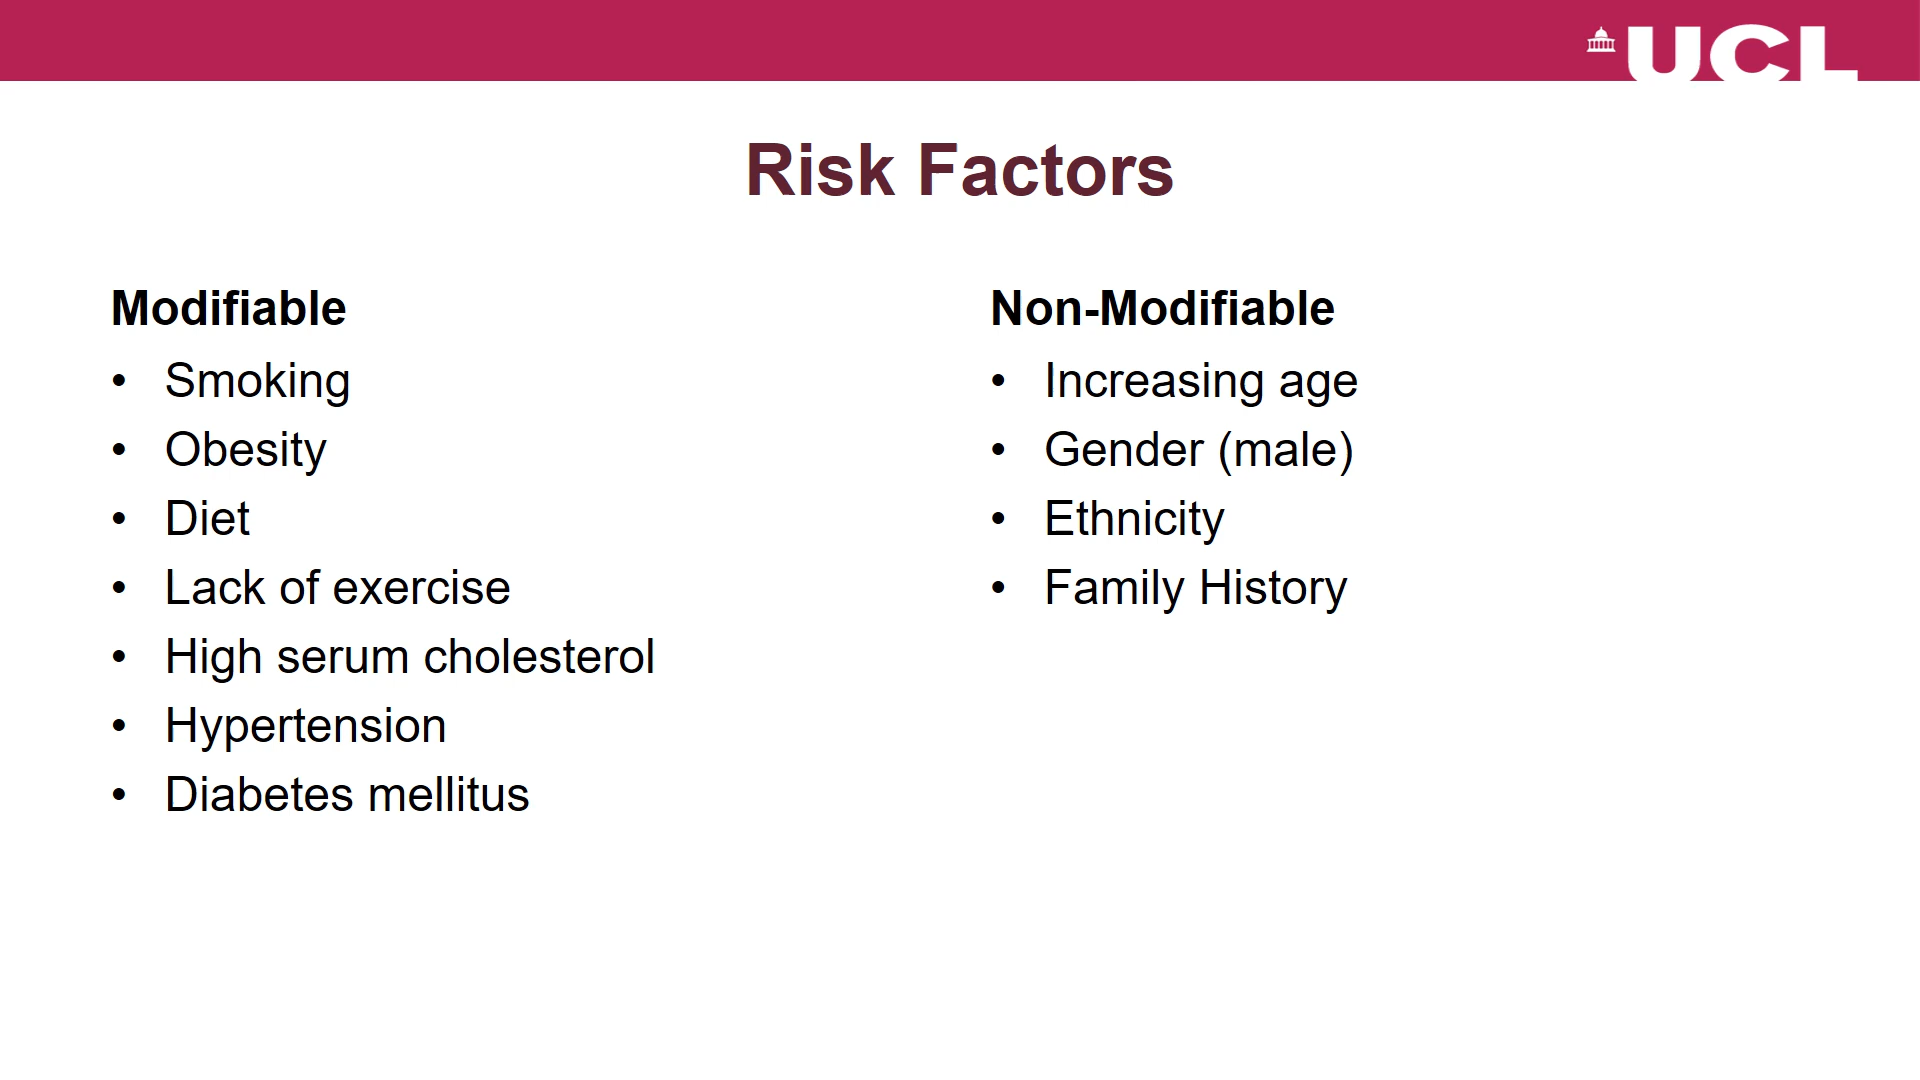 UCL
Risk Factors
Modifiable
• Smoking
• Obesity
• Diet
• Lack of exercise
• High serum cholesterol
• Hypertension
• Diabetes mellitus
Non-Modifiable
• Increasing age
• Gender (male)
• Ethnicity
• Family History